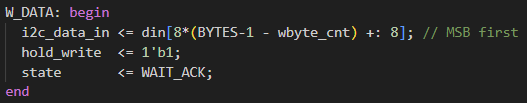 W_DATA: begin
  i2c_data_in <= din[8*(BYTES-1 - wbyte_cnt) +: 8]; // MSB first
  hold_write  <= 1'b1;
  state       <= WAIT_ACK;
end